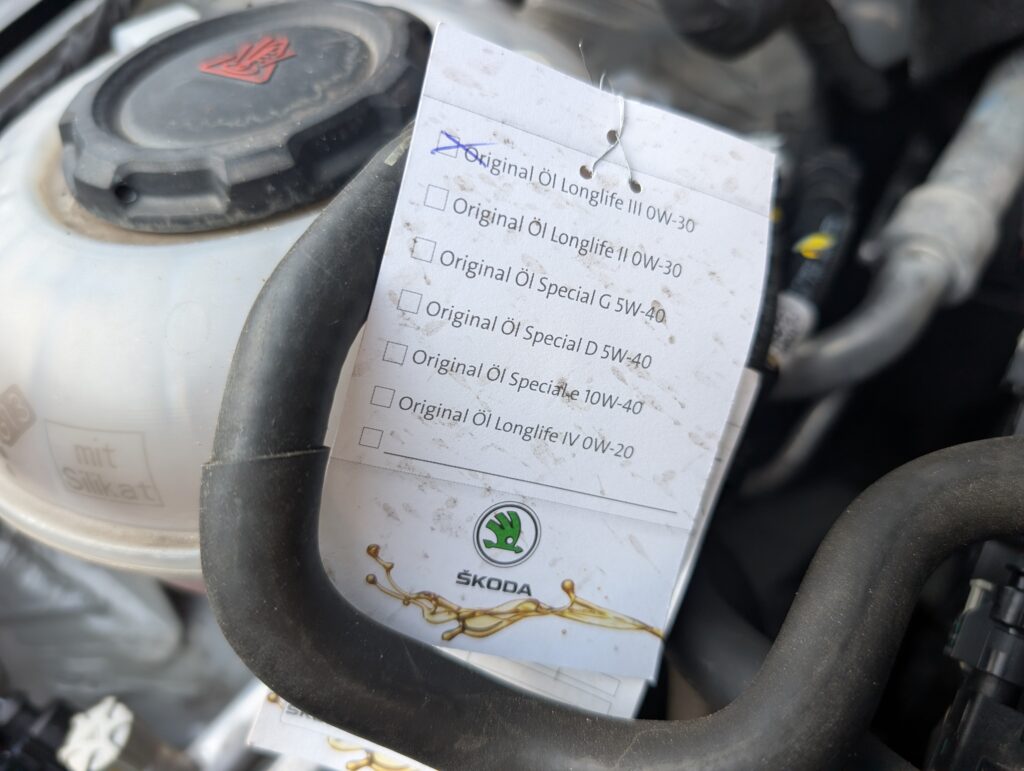 Original Öl Longlife III 0W-30
Original Öl Longlife II 0W-30
Original Öl Special G 5W-40
Original Öl Special D 5W-40
Original Öl Special e 10W-40
Original Öl Longlife IV 0W-20
ŠKODA
mit
Silikat